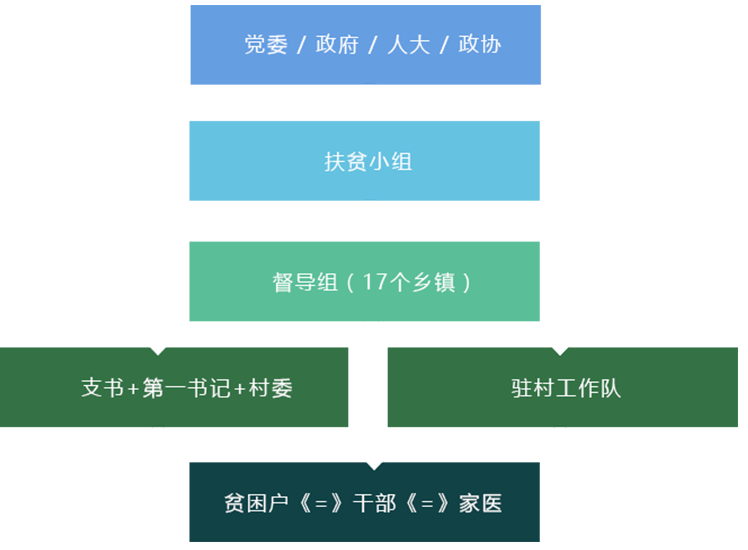 党委 / 政府 / 人大 / 政协
扶贫小组
督导组（17个乡镇）
支书+第一书记+村委
驻村工作队
贫困户《=》干部《=》家医